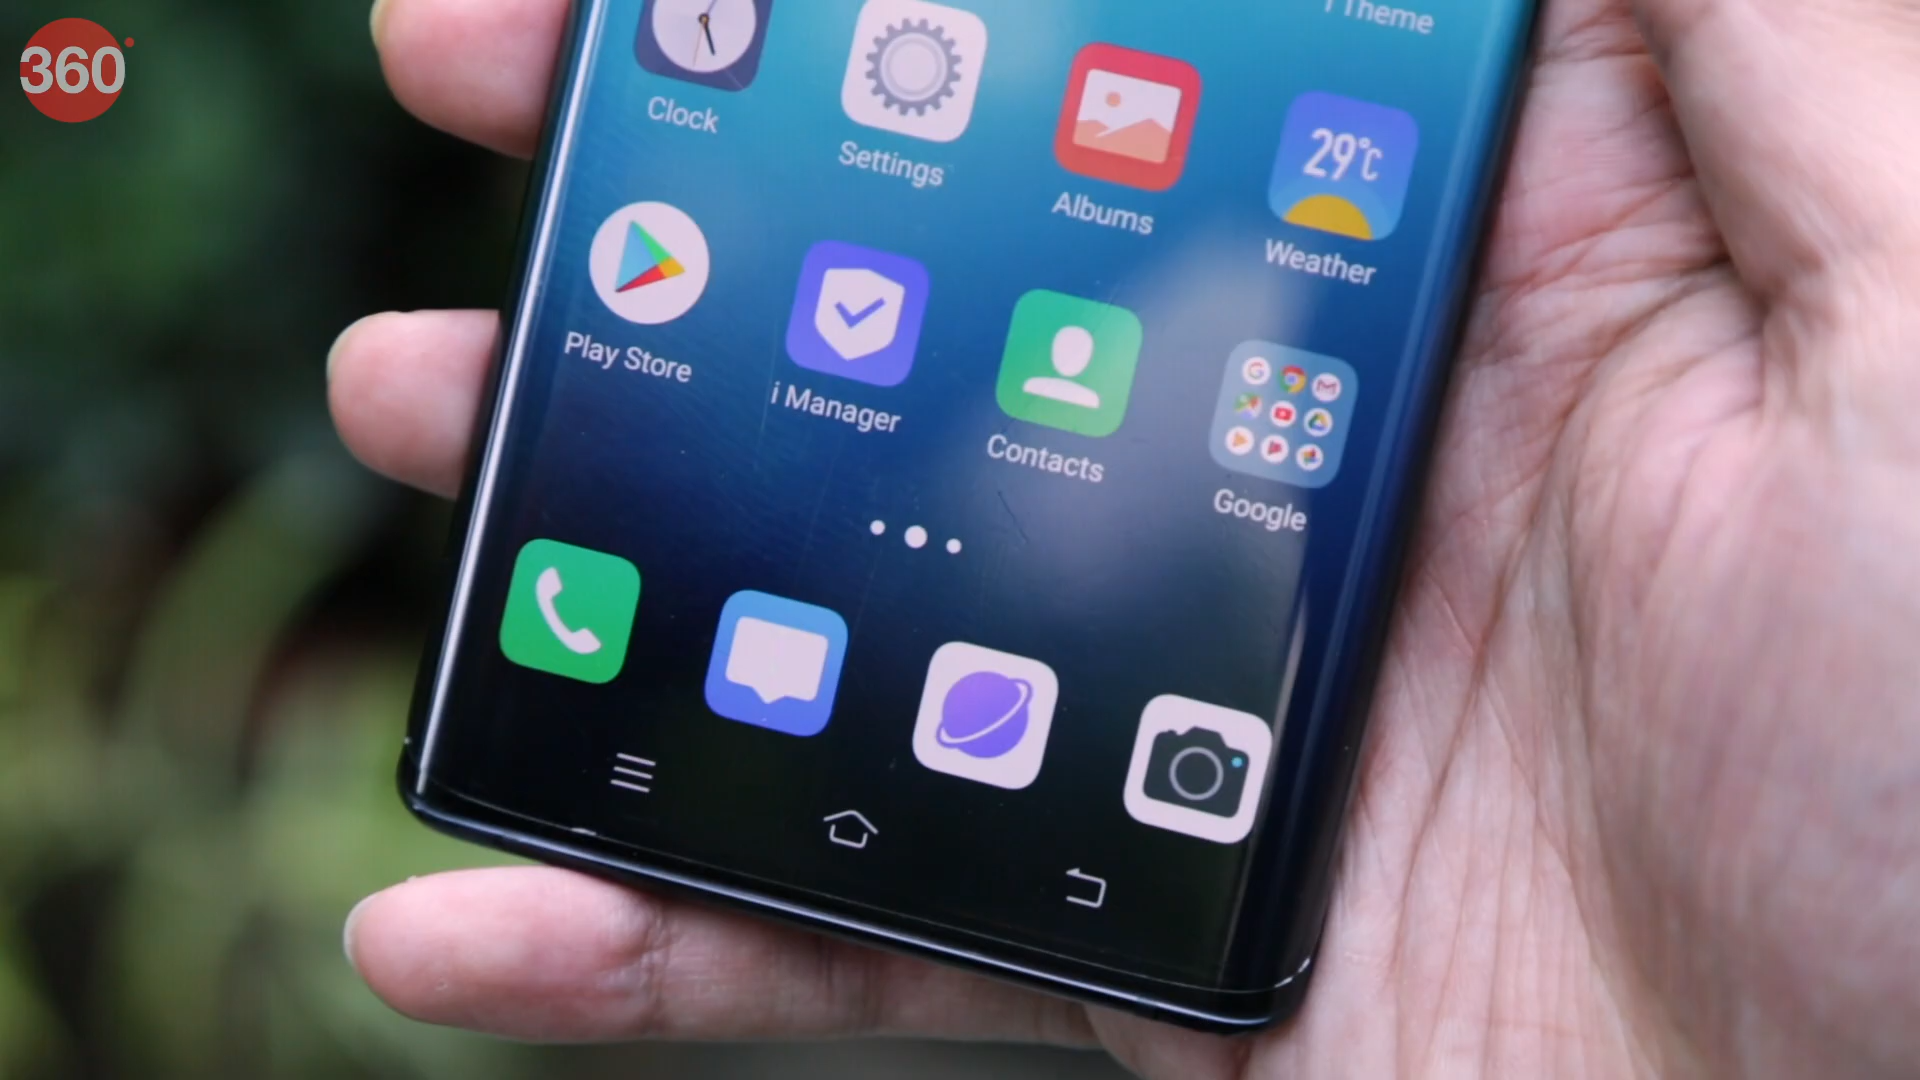 360
i Theme
Clock
Settings
Albums
29°C
Weather
Play Store
i Manager
Contacts
Google